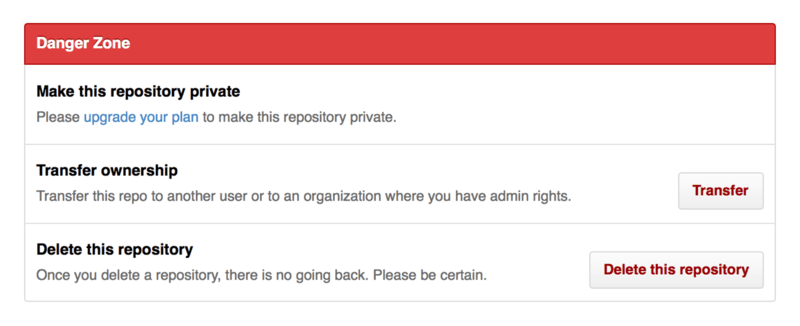 Danger Zone
Make this repository private
Please upgrade your plan to make this repository private.
Transfer ownership
Transfer this repo to another user or to an organization where you have admin rights.
Transfer
Delete this repository
Once you delete a repository, there is no going back. Please be certain.
Delete this repository